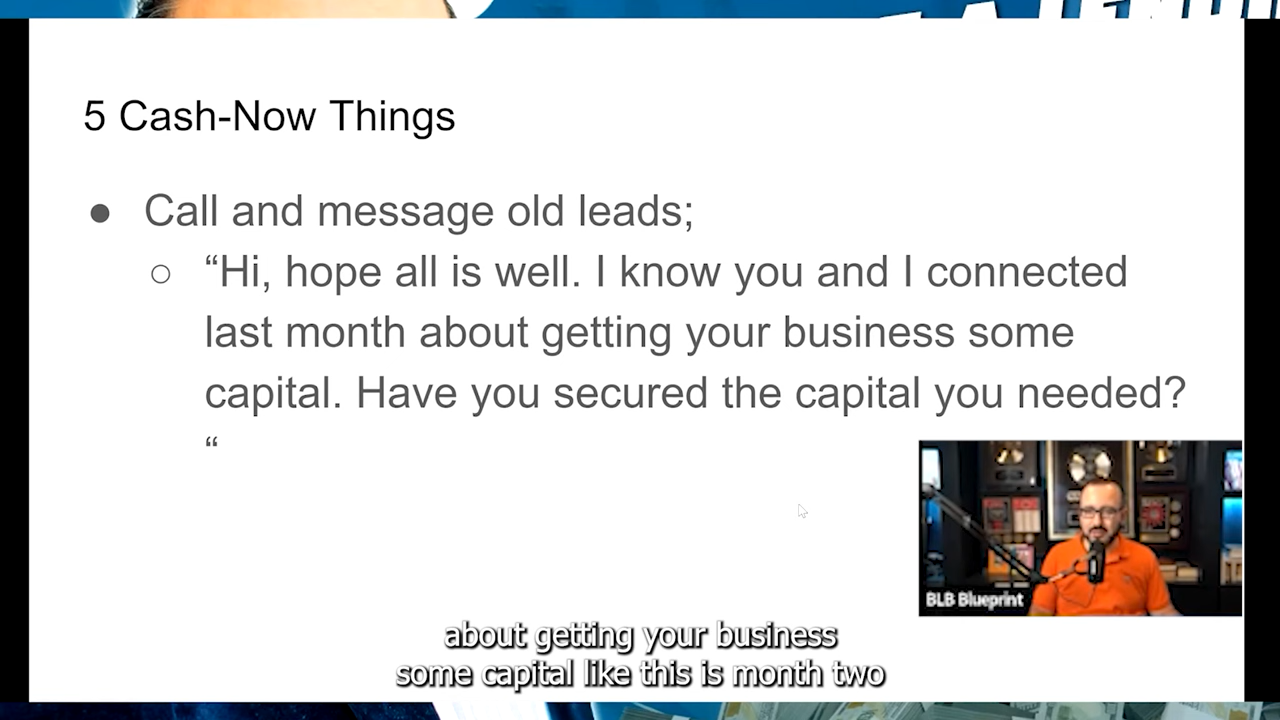 5 Cash-Now Things
● Call and message old leads;
○ “Hi, hope all is well. I know you and I connected
last month about getting your business some
capital. Have you secured the capital you needed?
“
BLB Blueprint
about getting your business
some capital like this is month two